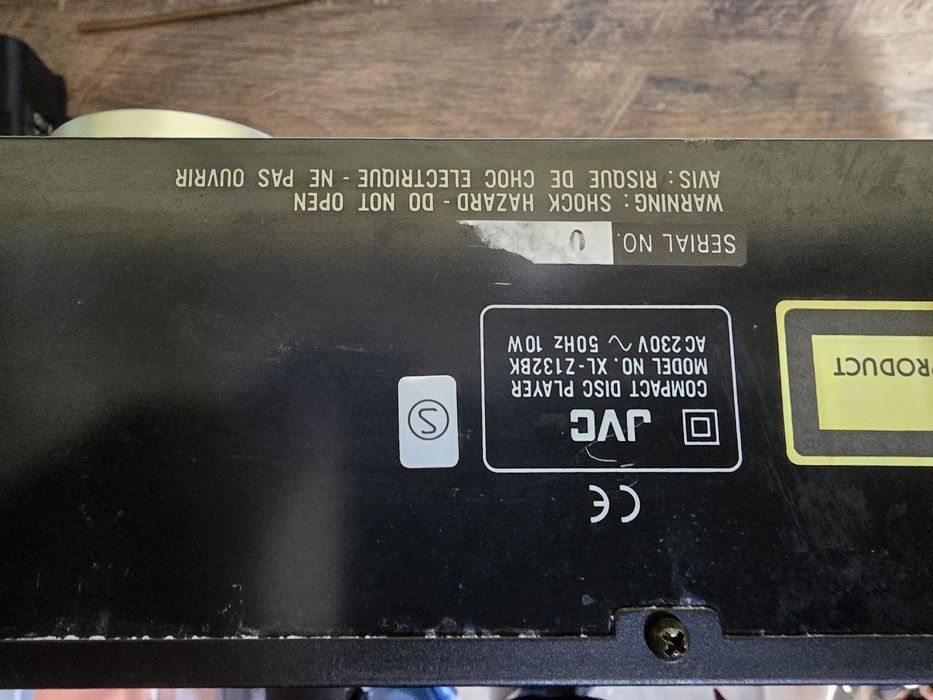 CE
JVC
COMPACT DISC PLAYER
MODEL NO. XL-Z132BK
AC230V ~ 50Hz 10W
S
PRODUCT
SERIAL NO.
0
WARNING: SHOCK HAZARD - DO NOT OPEN
AVIS: RISQUE DE CHOC ELECTRIQUE - NE PAS OUVRIR